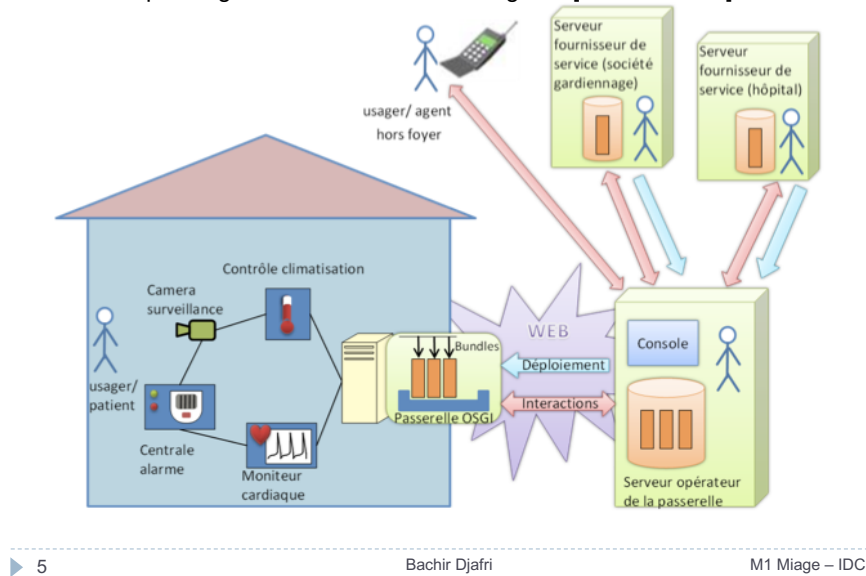 Serveur
fournisseur de
service (société
gardiennage)
Serveur
fournisseur de
service (hôpital)
usager/ agent
hors foyer
Contrôle climatisation
Camera
surveillance
usager/
patient
Centrale
alarme
Moniteur
cardiaque
Bundles
Passerelle OSGI
WEB
Déploiement
Interactions
Console
Serveur opérateur
de la passerelle
5
Bachir Djafri
M1 Miage – IDC